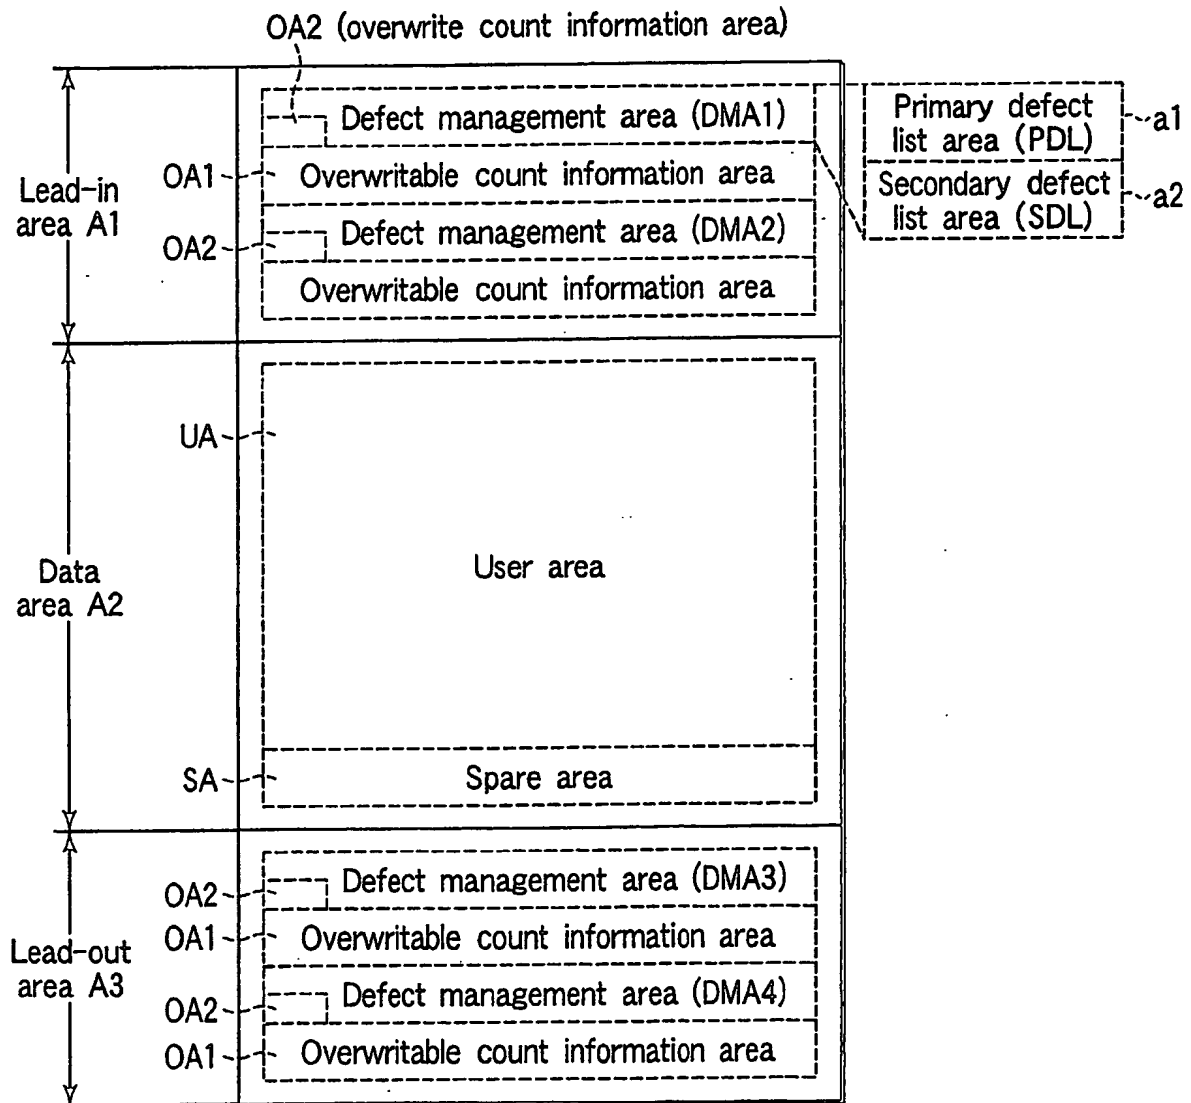 OA2 (overwrite count information area)
Defect management area (DMA1)
Primary defect
list area (PDL)
a1
OA1
Overwritable count information area
Secondary defect
list area (SDL)
a2
Lead-in
area A1
OA2
Defect management area (DMA2)
Overwritable count information area
UA
User area
Data
area A2
SA
Spare area
OA2
Defect management area (DMA3)
OA1
Overwritable count information area
Lead-out
area A3
OA2
Defect management area (DMA4)
OA1
Overwritable count information area